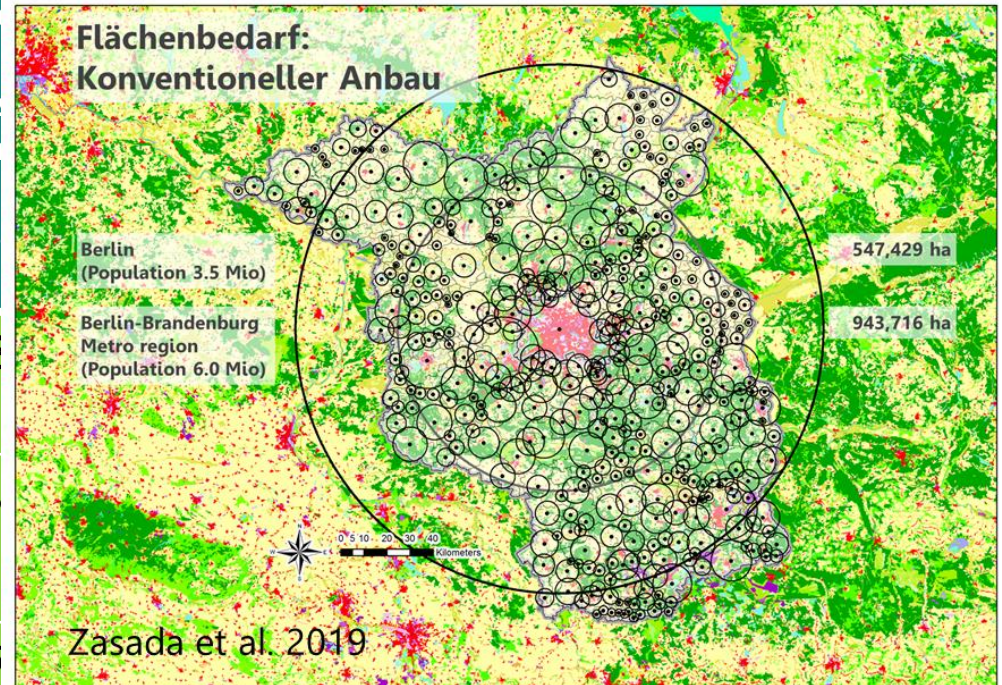 Flächenbedarf:
Konventioneller Anbau
Berlin
(Population 3.5 Mio)
547,429 ha
Berlin-Brandenburg
Metro region
(Population 6.0 Mio)
943,716 ha
N
W
E
S
0 5 10 20 30 40
Kilometers
Zasada et al. 2019